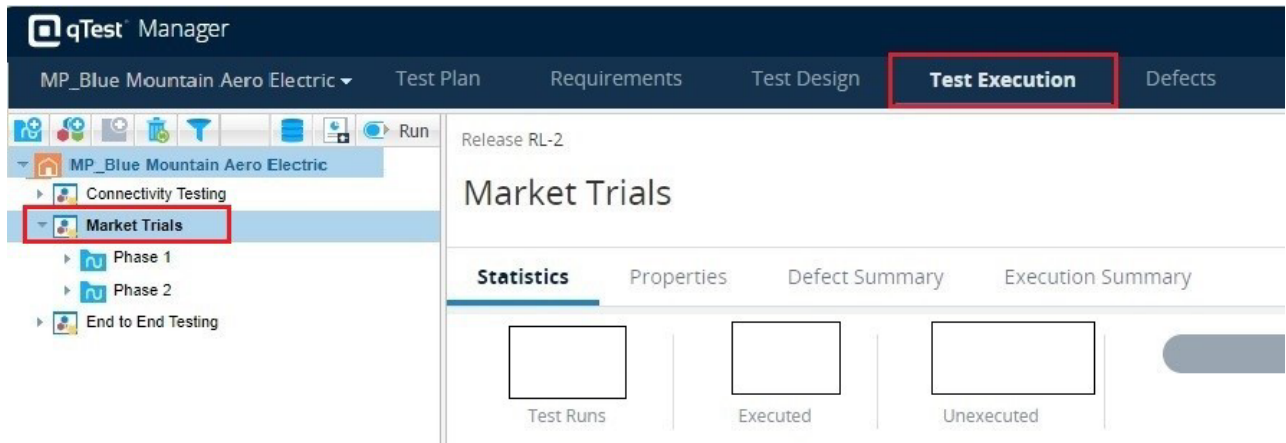 qTest Manager
MP_Blue Mountain Aero Electric Test Plan Requirements Test Design Test Execution Defects
Run
MP_Blue Mountain Aero Electric
Connectivity Testing
Market Trials
Phase 1
Phase 2
End to End Testing
Release RL-2
Market Trials
Statistics Properties Defect Summary Execution Summary
Test Runs Executed Unexecuted